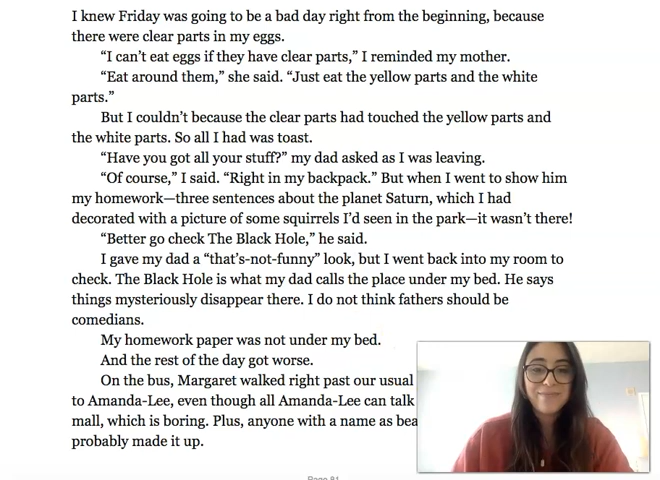 I knew Friday was going to be a bad day right from the beginning, because
there were clear parts in my eggs.
“I can’t eat eggs if they have clear parts,” I reminded my mother.
“Eat around them,” she said. “Just eat the yellow parts and the white
parts.”
But I couldn’t because the clear parts had touched the yellow parts and
the white parts. So all I had was toast.
“Have you got all your stuff?” my dad asked as I was leaving.
“Of course,” I said. “Right in my backpack.” But when I went to show him
my homework—three sentences about the planet Saturn, which I had
decorated with a picture of some squirrels I’d seen in the park—it wasn’t there!
“Better go check The Black Hole,” he said.
I gave my dad a “that’s-not-funny” look, but I went back into my room to
check. The Black Hole is what my dad calls the place under my bed. He says
things mysteriously disappear there. I do not think fathers should be
comedians.
My homework paper was not under my bed.
And the rest of the day got worse.
On the bus, Margaret walked right past our usual
to Amanda-Lee, even though all Amanda-Lee can talk
mall, which is boring. Plus, anyone with a name as
probably made it up.